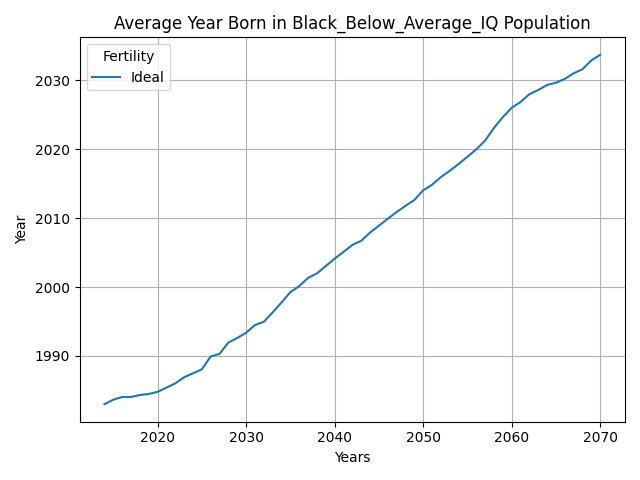 Average Year Born in Black_Below_Average_IQ Population
Fertility
Ideal
Year
2030
2020
2010
2000
1990
2020 2030 2040 2050 2060 2070
Years